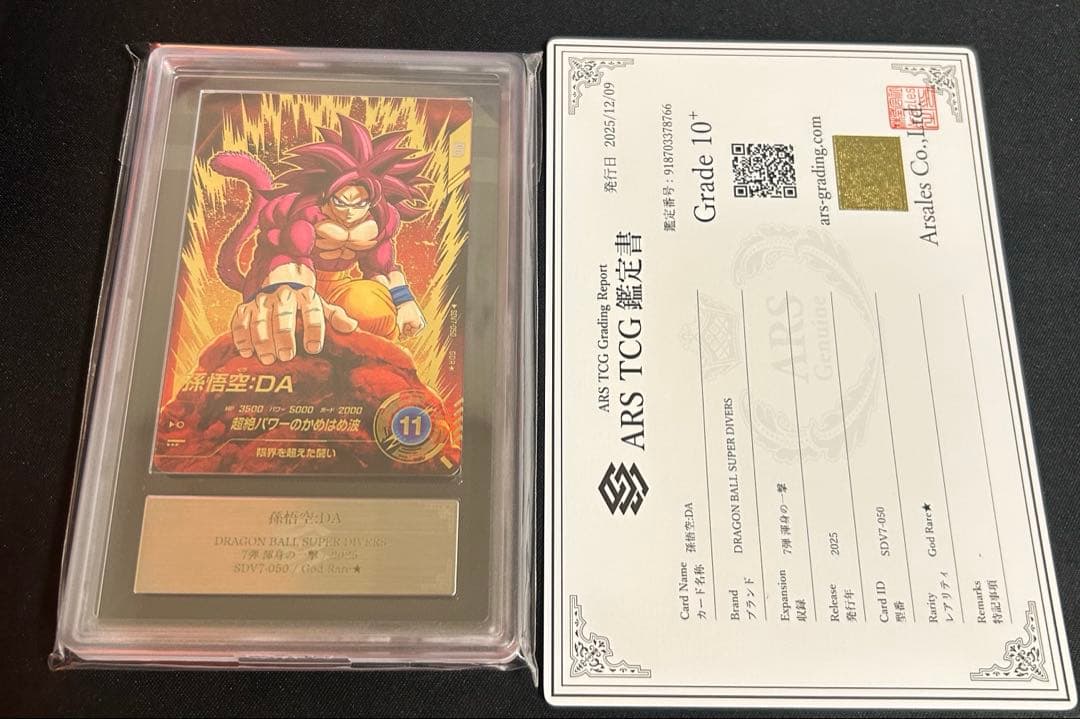 孫悟空:DA
HP 3500 パワー 5000 ガード 2000
超絶パワーのかめはめ波
11
限界を超えた闘い
SDV7-050 GDR★
孫悟空:DA
DRAGON BALL SUPER DIVERS
7弾 渾身の一撃 / 2025
SDV7-050 / God Rare★
ARS TCG Grading Report
ARS TCG 鑑定書
発行日 2025/12/09
鑑定番号：918703378766
Grade 10+
ars-grading.com
Arsales Co.,Ltd.
ARS
Genuine
Card Name
カード名称 孫悟空:DA
Brand
ブランド DRAGON BALL SUPER DIVERS
Expansion
収録 7弾 渾身の一撃
Release
発行年 2025
Card ID
型番 SDV7-050
Rarity
レアリティ God Rare★
Remarks
特記事項 -